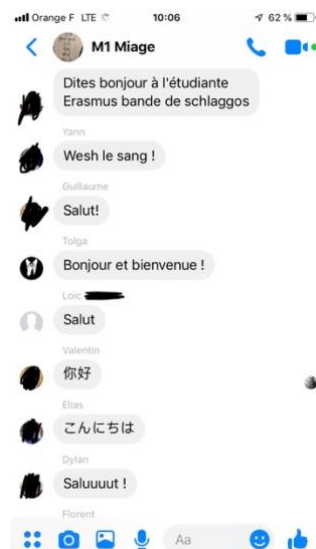 Orange F LTE 10:06 62 %
M1 Miage
Dites bonjour à l'étudiante
Erasmus bande de schlaggos
Yann
Wesh le sang !
Guillaume
Salut!
Tolga
Bonjour et bienvenue !
Loic
Salut
Valentin
你好
Elias
こんにちは
Dylan
Saluuuut !
Florent
Aa